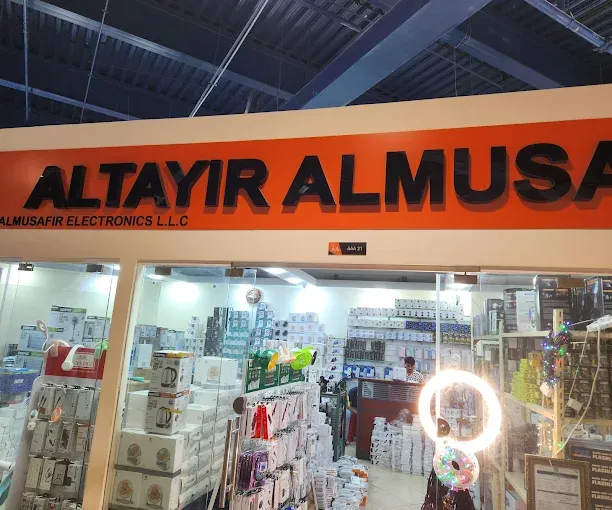 ALTAYIR ALMUSA
ALMUSAFIR ELECTRONICS L.L.C
AAA 21